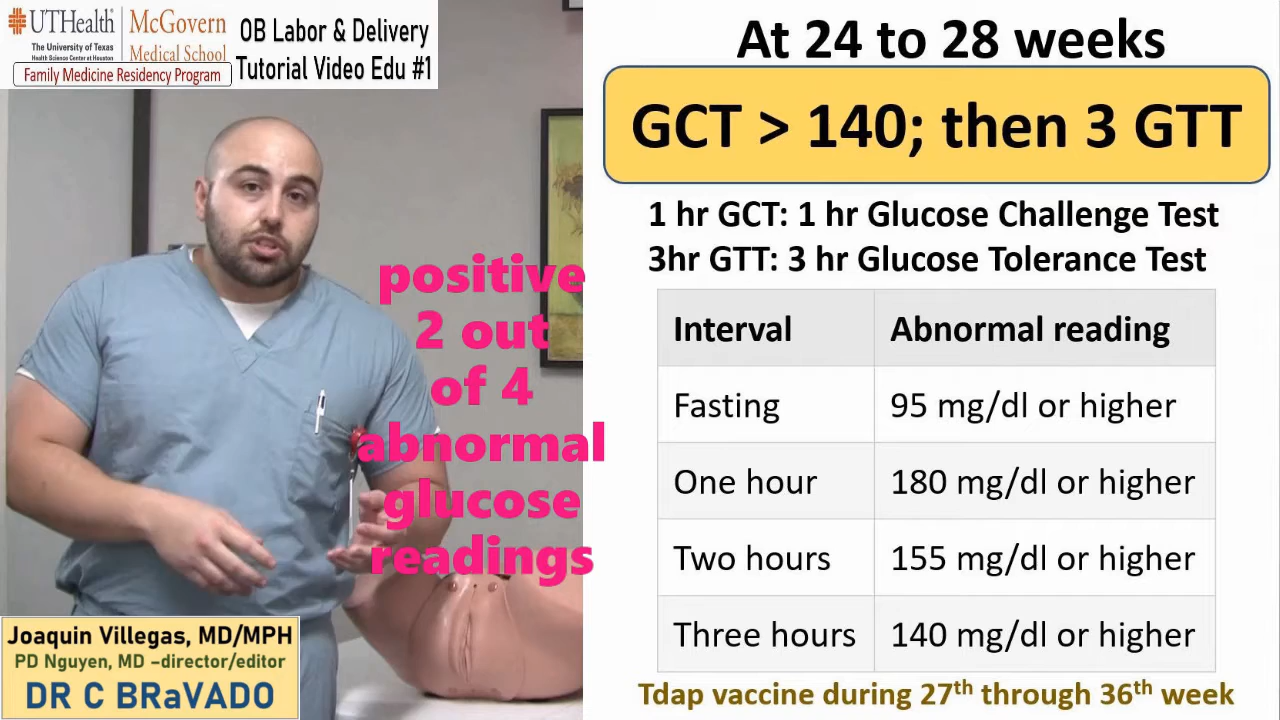 UTHealth
The University of Texas
Health Science Center at Houston
McGovern
Medical School
Family Medicine Residency Program
OB Labor & Delivery
Tutorial Video Edu #1
positive
2 out
of 4
abnormal
glucose
readings
Joaquin Villegas, MD/MPH
PD Nguyen, MD –director/editor
DR C BRaVADO
At 24 to 28 weeks
GCT > 140; then 3 GTT
1 hr GCT: 1 hr Glucose Challenge Test
3hr GTT: 3 hr Glucose Tolerance Test
Interval Abnormal reading
Fasting 95 mg/dl or higher
One hour 180 mg/dl or higher
Two hours 155 mg/dl or higher
Three hours 140 mg/dl or higher
Tdap vaccine during 27th through 36th week